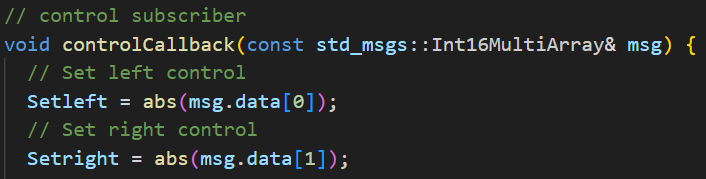 // control subscriber
void controlCallback(const std_msgs::Int16MultiArray& msg) {
  // Set left control
  Setleft = abs(msg.data[0]);
  // Set right control
  Setright = abs(msg.data[1]);